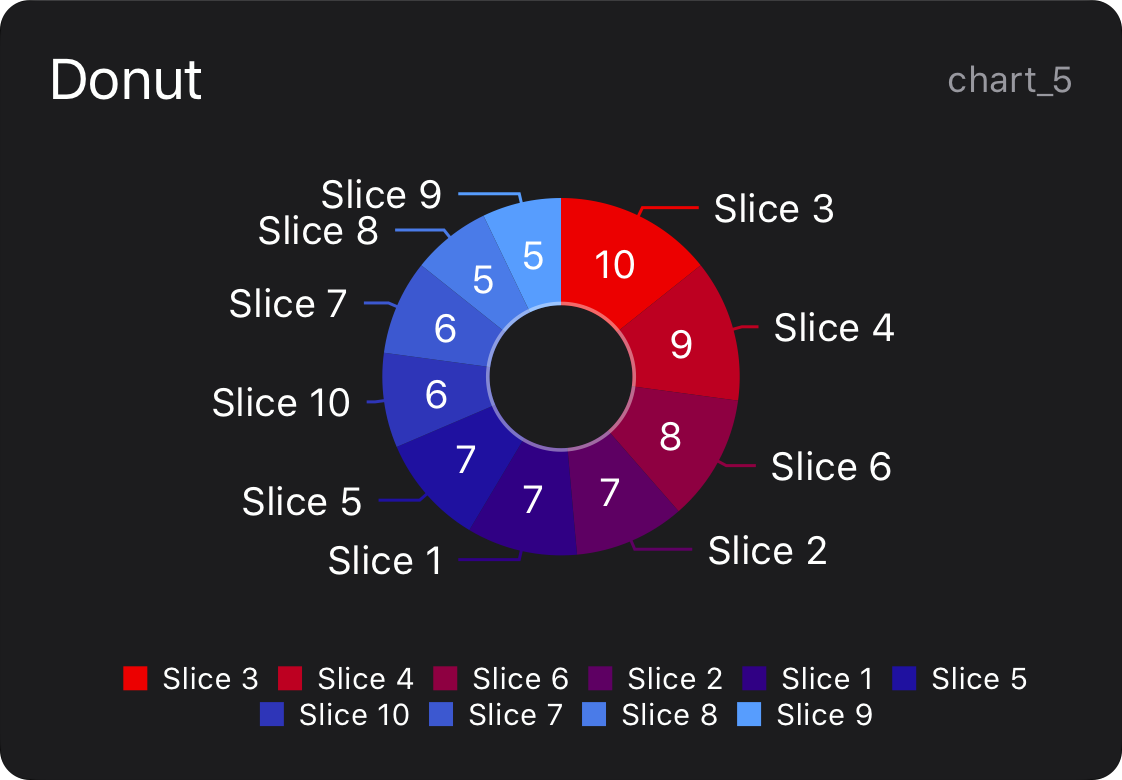 Donut
chart_5
Slice 9
Slice 3
Slice 8
5
10
5
Slice 7
6
9
Slice 4
Slice 10
6
8
Slice 6
7
7
7
Slice 5
Slice 1
Slice 2
Slice 3 Slice 4 Slice 6 Slice 2 Slice 1 Slice 5
Slice 10 Slice 7 Slice 8 Slice 9